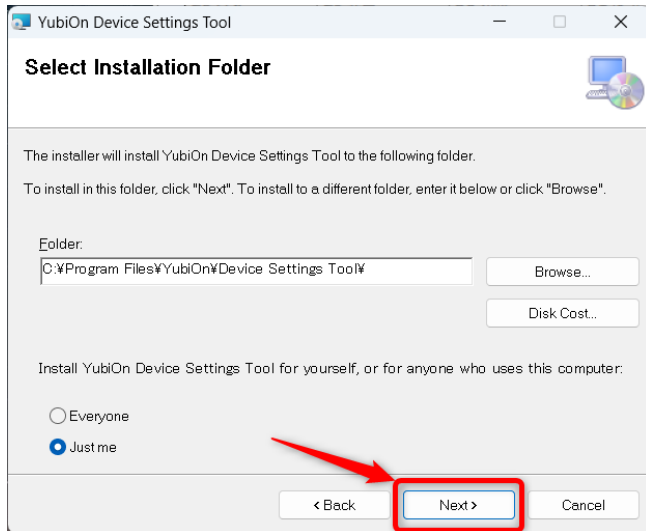 YubiOn Device Settings Tool
Select Installation Folder
The installer will install YubiOn Device Settings Tool to the following folder.
To install in this folder, click "Next". To install to a different folder, enter it below or click "Browse".
Folder:
C:¥Program Files¥YubiOn¥Device Settings Tool¥
Browse...
Disk Cost...
Install YubiOn Device Settings Tool for yourself, or for anyone who uses this computer:
Everyone
Just me
< Back
Next >
Cancel